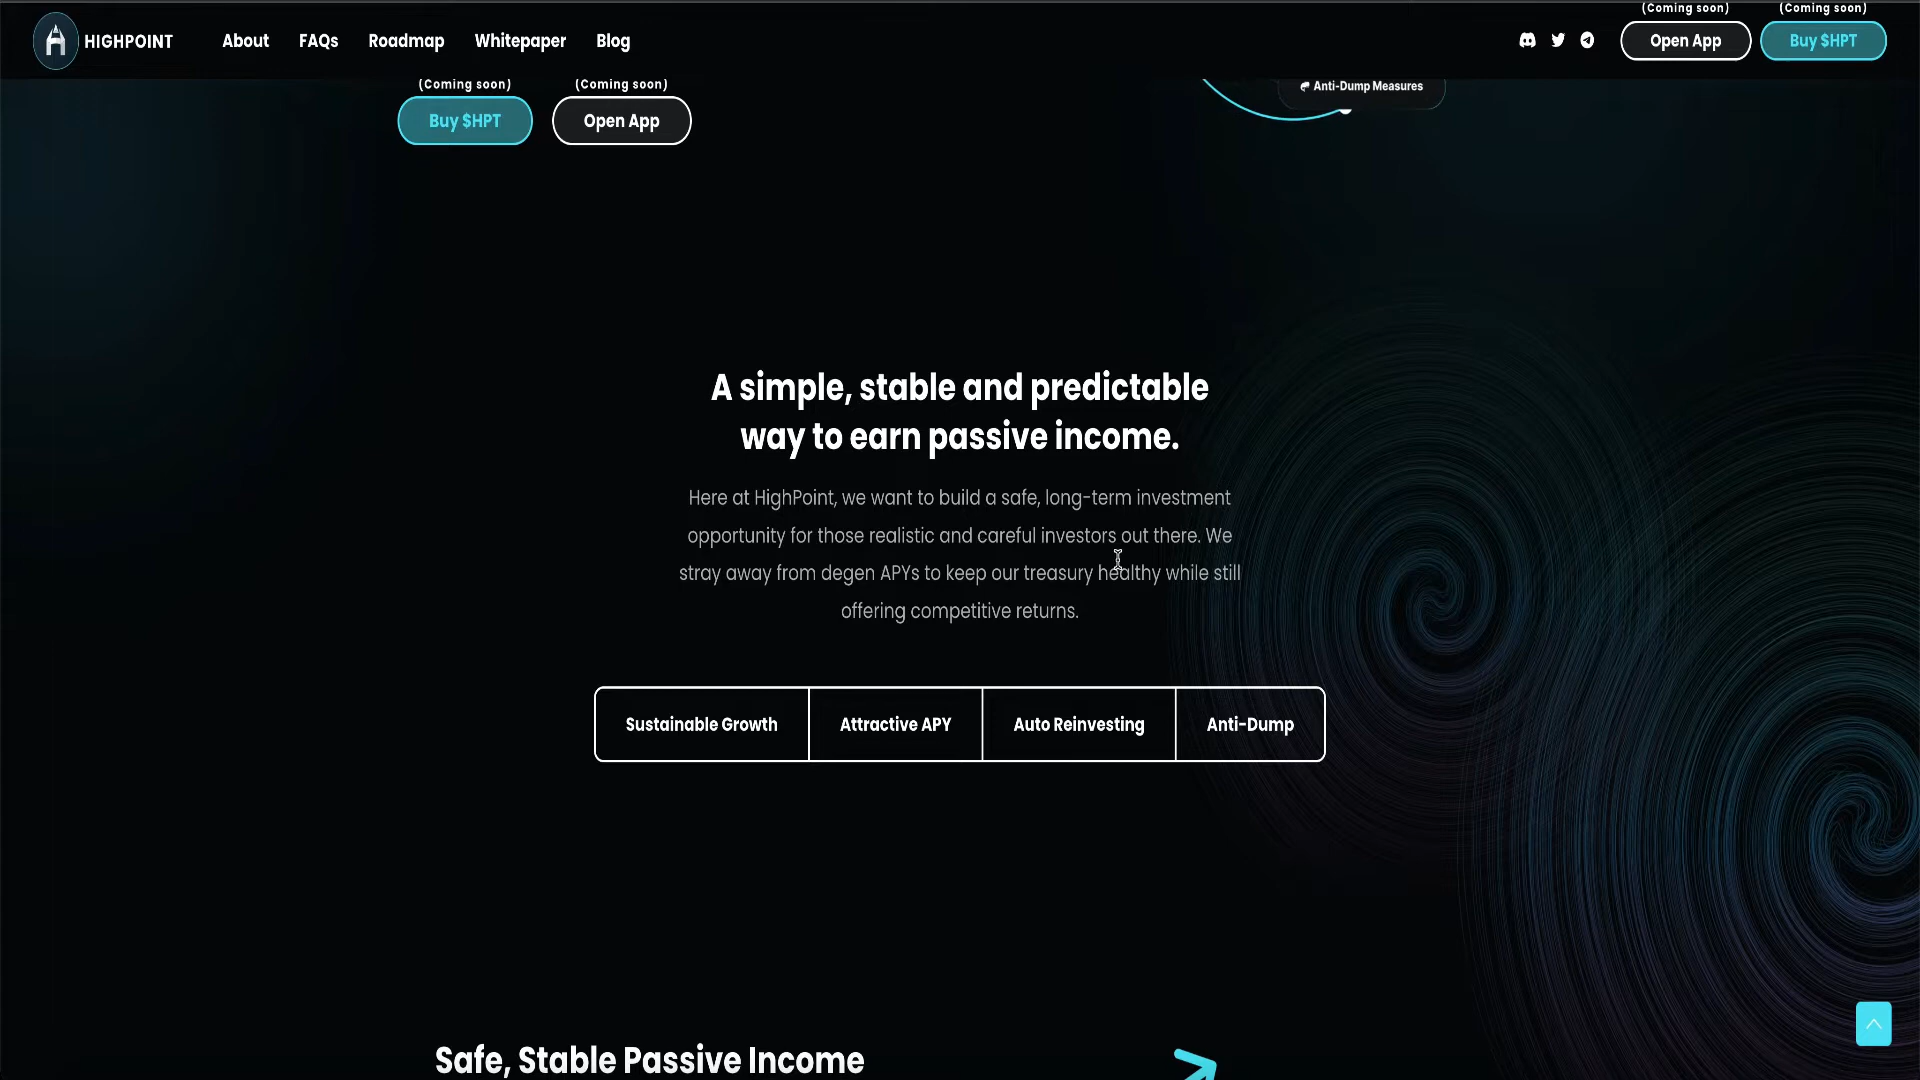 (Coming soon) (Coming soon)
HIGHPOINT About FAQs Roadmap Whitepaper Blog Open App Buy $HPT
(Coming soon) (Coming soon) Anti-Dump Measures
Buy $HPT Open App
A simple, stable and predictable
way to earn passive income.
Here at HighPoint, we want to build a safe, long-term investment
opportunity for those realistic and careful investors out there. We
stray away from degen APYs to keep our treasury healthy while still
offering competitive returns.
Sustainable Growth Attractive APY Auto Reinvesting Anti-Dump
Safe, Stable Passive Income